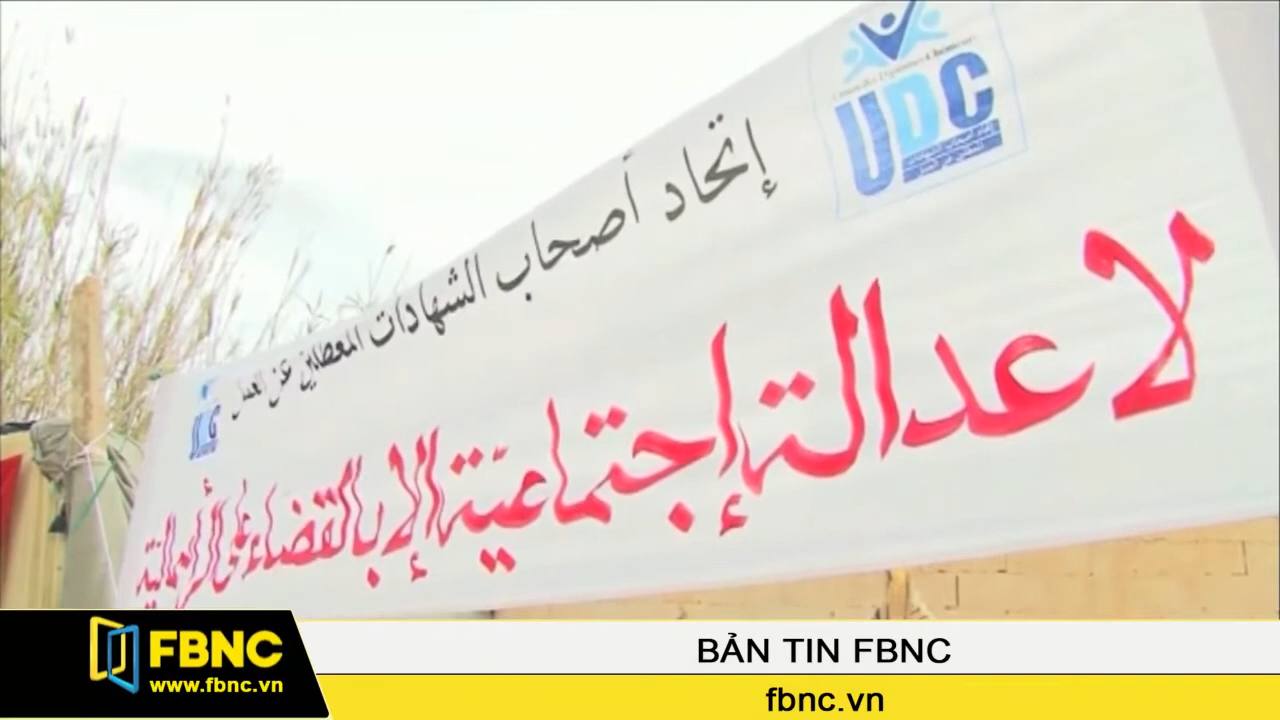 UDC
إتحاد أصحاب الشهادات المعطلين عن العمل
لا عدالة إجتماعيّة إلا بالقضاء على الرأسمالية
FBNC
www.fbnc.vn
BẢN TIN FBNC
fbnc.vn